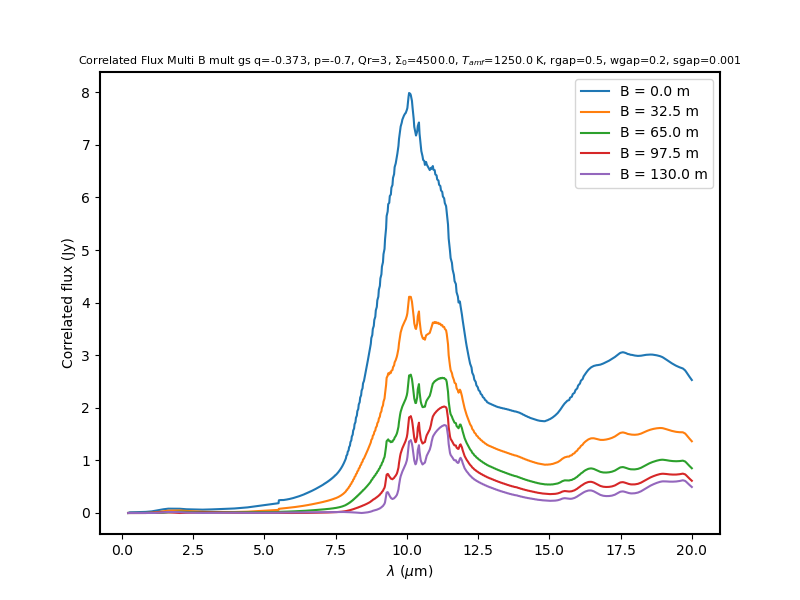 Correlated Flux Multi B mult gs q=-0.373, p=-0.7, Qr=3, Σ₀=4500.0, T_amr=1250.0 K, rgap=0.5, wgap=0.2, sgap=0.001
B = 0.0 m
B = 32.5 m
B = 65.0 m
B = 97.5 m
B = 130.0 m
Correlated flux (Jy)
8
7
6
5
4
3
2
1
0
0.0 2.5 5.0 7.5 10.0 12.5 15.0 17.5 20.0
λ (μm)